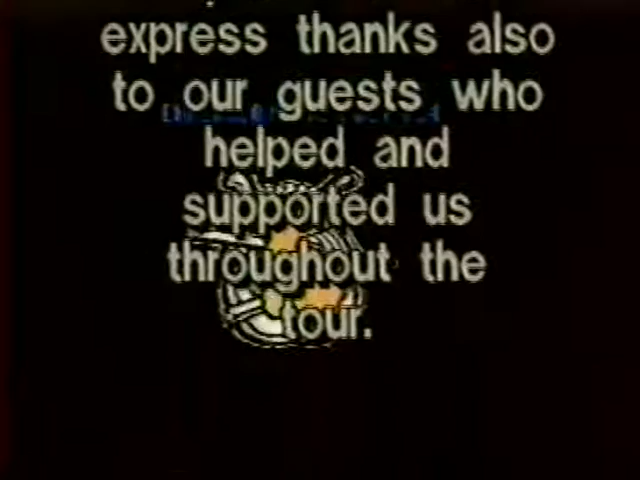 express thanks also
to our guests who
helped and
supported us
throughout the
tour.